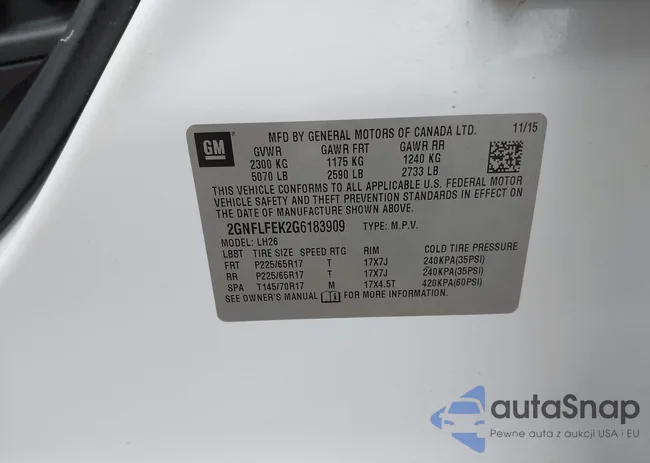 GM
MFD BY GENERAL MOTORS OF CANADA LTD. 11/15
GVWR GAWR FRT GAWR RR
2300 KG 1175 KG 1240 KG
5070 LB 2590 LB 2733 LB
THIS VEHICLE CONFORMS TO ALL APPLICABLE U.S. FEDERAL MOTOR
VEHICLE SAFETY AND THEFT PREVENTION STANDARDS IN EFFECT ON
THE DATE OF MANUFACTURE SHOWN ABOVE.
2GNFLFEK2G6183909 TYPE: M.P.V.
MODEL: LH26
LBBT TIRE SIZE SPEED RTG RIM COLD TIRE PRESSURE
FRT P225/65R17 T 17X7J 240KPA(35PSI)
RR P225/65R17 T 17X7J 240KPA(35PSI)
SPA T145/70R17 M 17X4.5T 420KPA(60PSI)
SEE OWNER'S MANUAL FOR MORE INFORMATION
autaSnap
Pewne auta z aukcji USA i EU